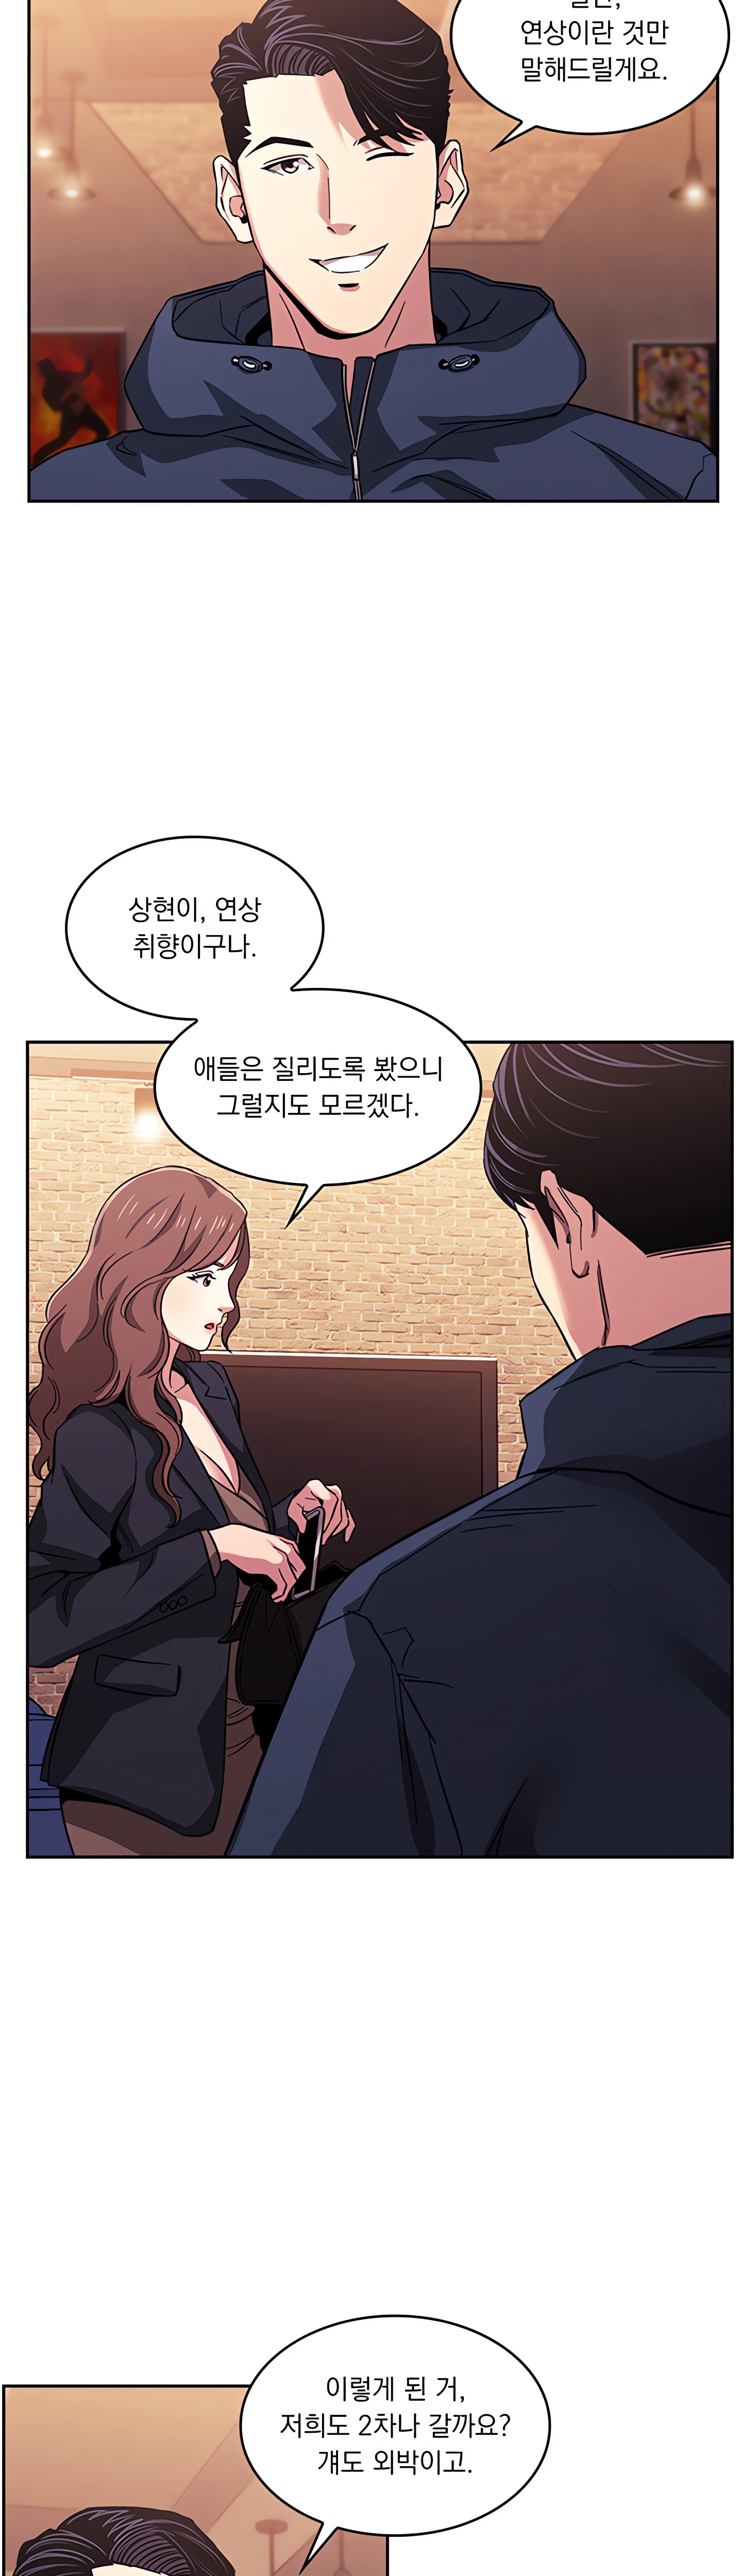 연상이란 것만
말해드릴게요.
상현이, 연상
취향이구나.
애들은 질리도록 봤으니
그럴지도 모르겠다.
이렇게 된 거,
저희도 2차나 갈까요?
걔도 외박이고.